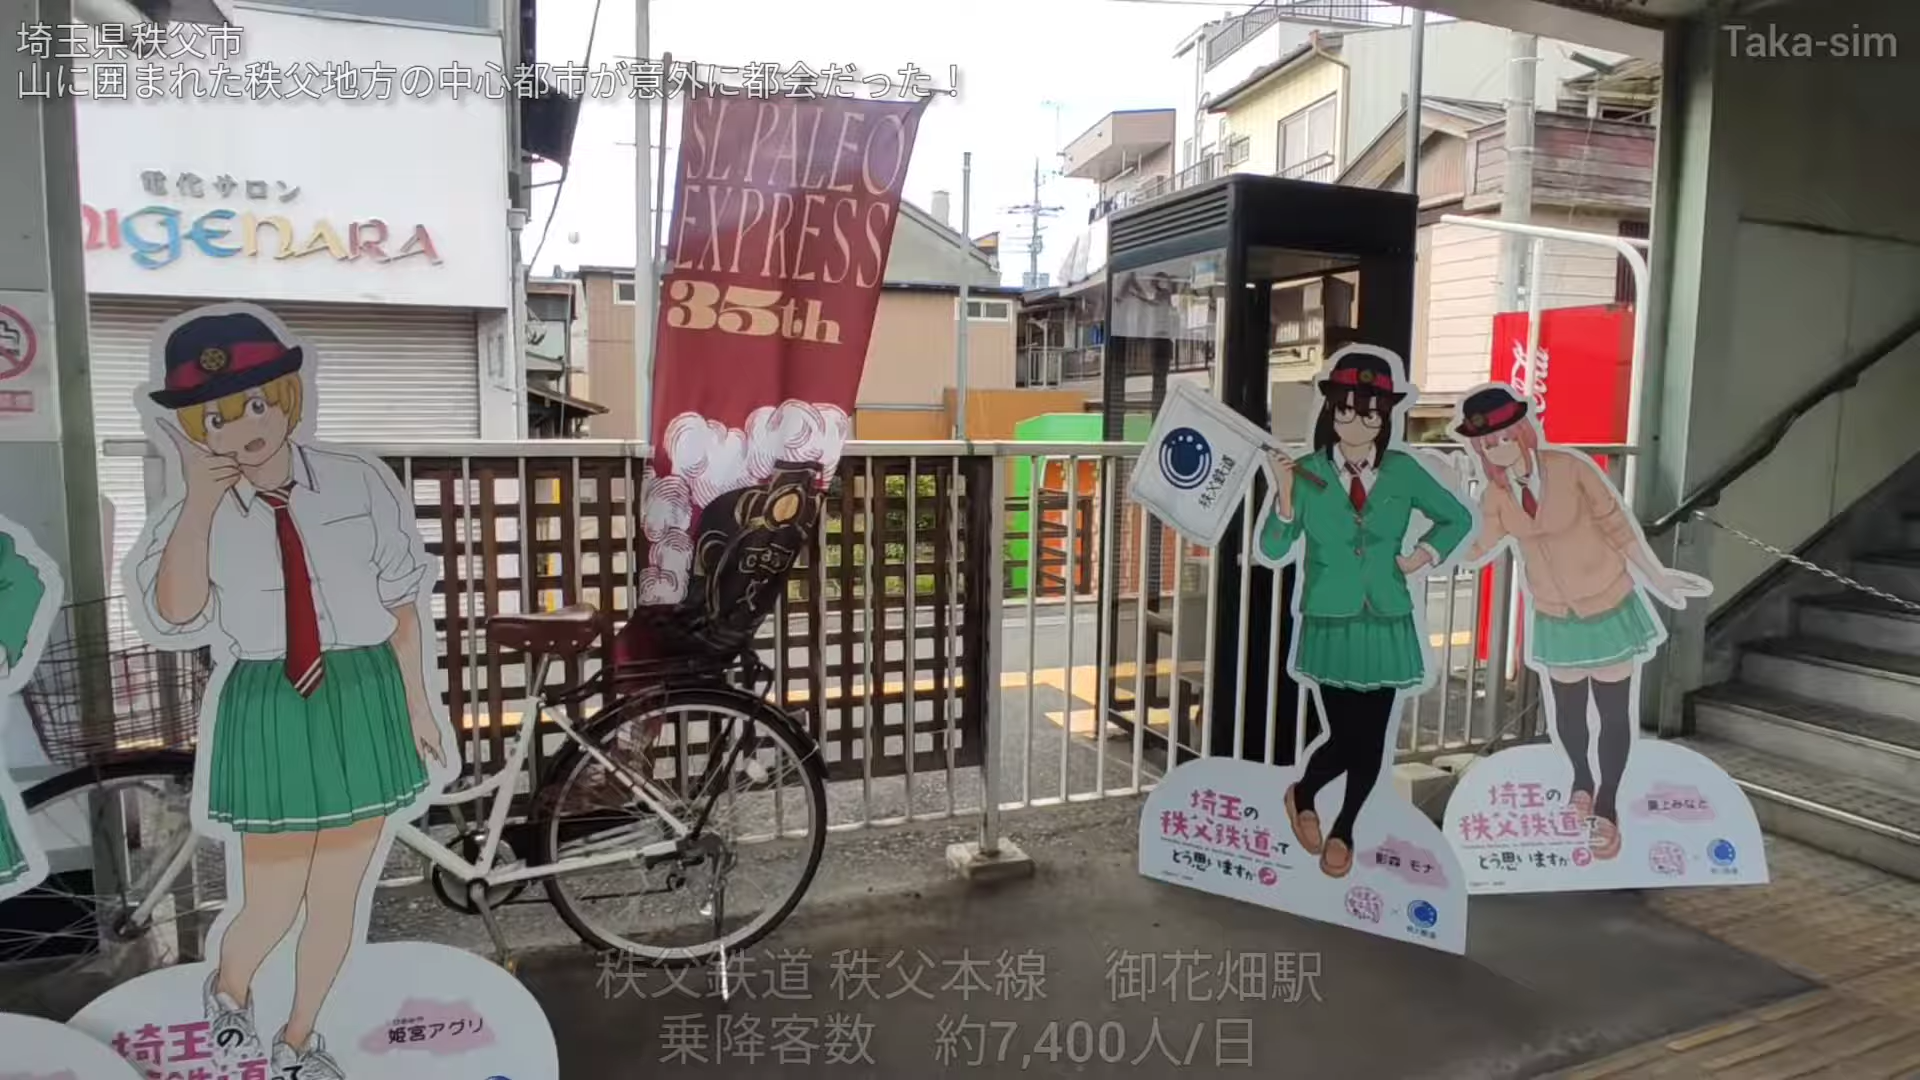 埼玉県秩父市
山に囲まれた秩父地方の中心都市が意外に都会だった！
Taka-sim
電化サロン
IGENARA
SL PALEO
EXPRESS
35th
秩父鉄道
埼玉の
秩父鉄道って
どう思いますか?
影森 モナ
埼玉の
秩父鉄道って
どう思いますか?
姫宮アグリ
埼玉の
秩父鉄道 秩父本線 御花畑駅
乗降客数 約7,400人/日